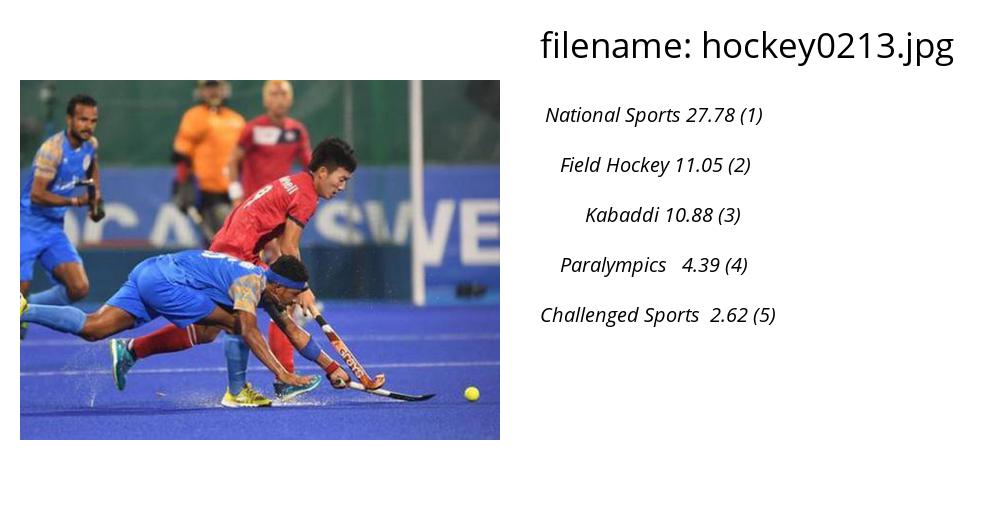 filename: hockey0213.jpg
National Sports 27.78 (1)
Field Hockey 11.05 (2)
Kabaddi 10.88 (3)
Paralympics 4.39 (4)
Challenged Sports 2.62 (5)